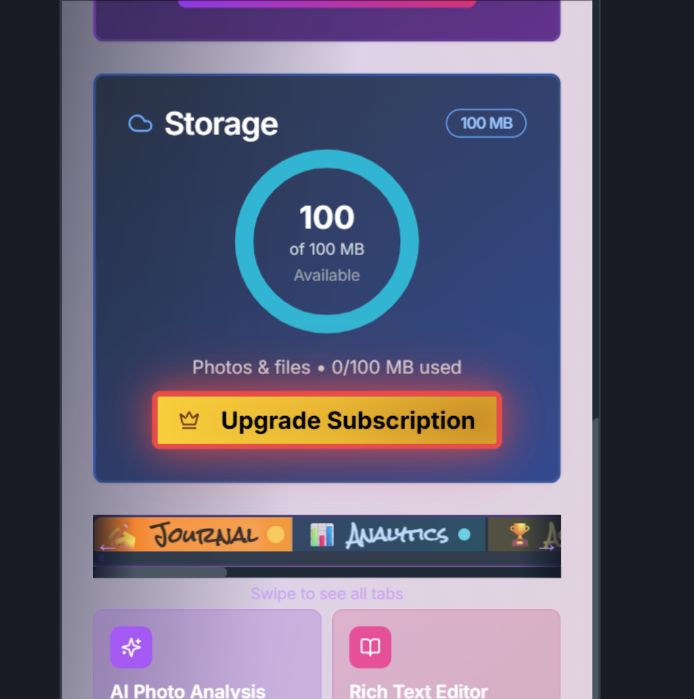 Storage
100 MB
100
of 100 MB
Available
Photos & files • 0/100 MB used
Upgrade Subscription
JOURNAL
ANALYTICS
Swipe to see all tabs
AI Photo Analysis
Rich Text Editor